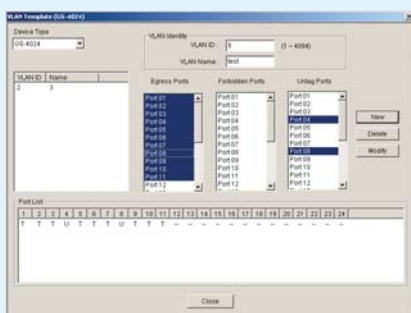 VLAN Template (GS-4024)
Device Type
GS-4024
VLAN Identity
VLAN ID : 5 (1 ~ 4094)
VLAN Name : test
VLAN ID Name
2 3
Egress Ports
Port 01
Port 02
Port 03
Port 04
Port 05
Port 06
Port 07
Port 08
Port 09
Port 10
Port 11
Port 12
Forbidden Ports
Port 01
Port 02
Port 03
Port 04
Port 05
Port 06
Port 07
Port 08
Port 09
Port 10
Port 11
Port 12
Untag Ports
Port 01
Port 02
Port 03
Port 04
Port 05
Port 06
Port 07
Port 08
Port 09
Port 10
Port 11
Port 12
New
Delete
Modify
Port List
1 2 3 4 5 6 7 8 9 10 11 12 13 14 15 16 17 18 19 20 21 22 23 24
T T T U T T T U T T T -- -- -- -- -- -- -- -- -- -- -- -- --
Close